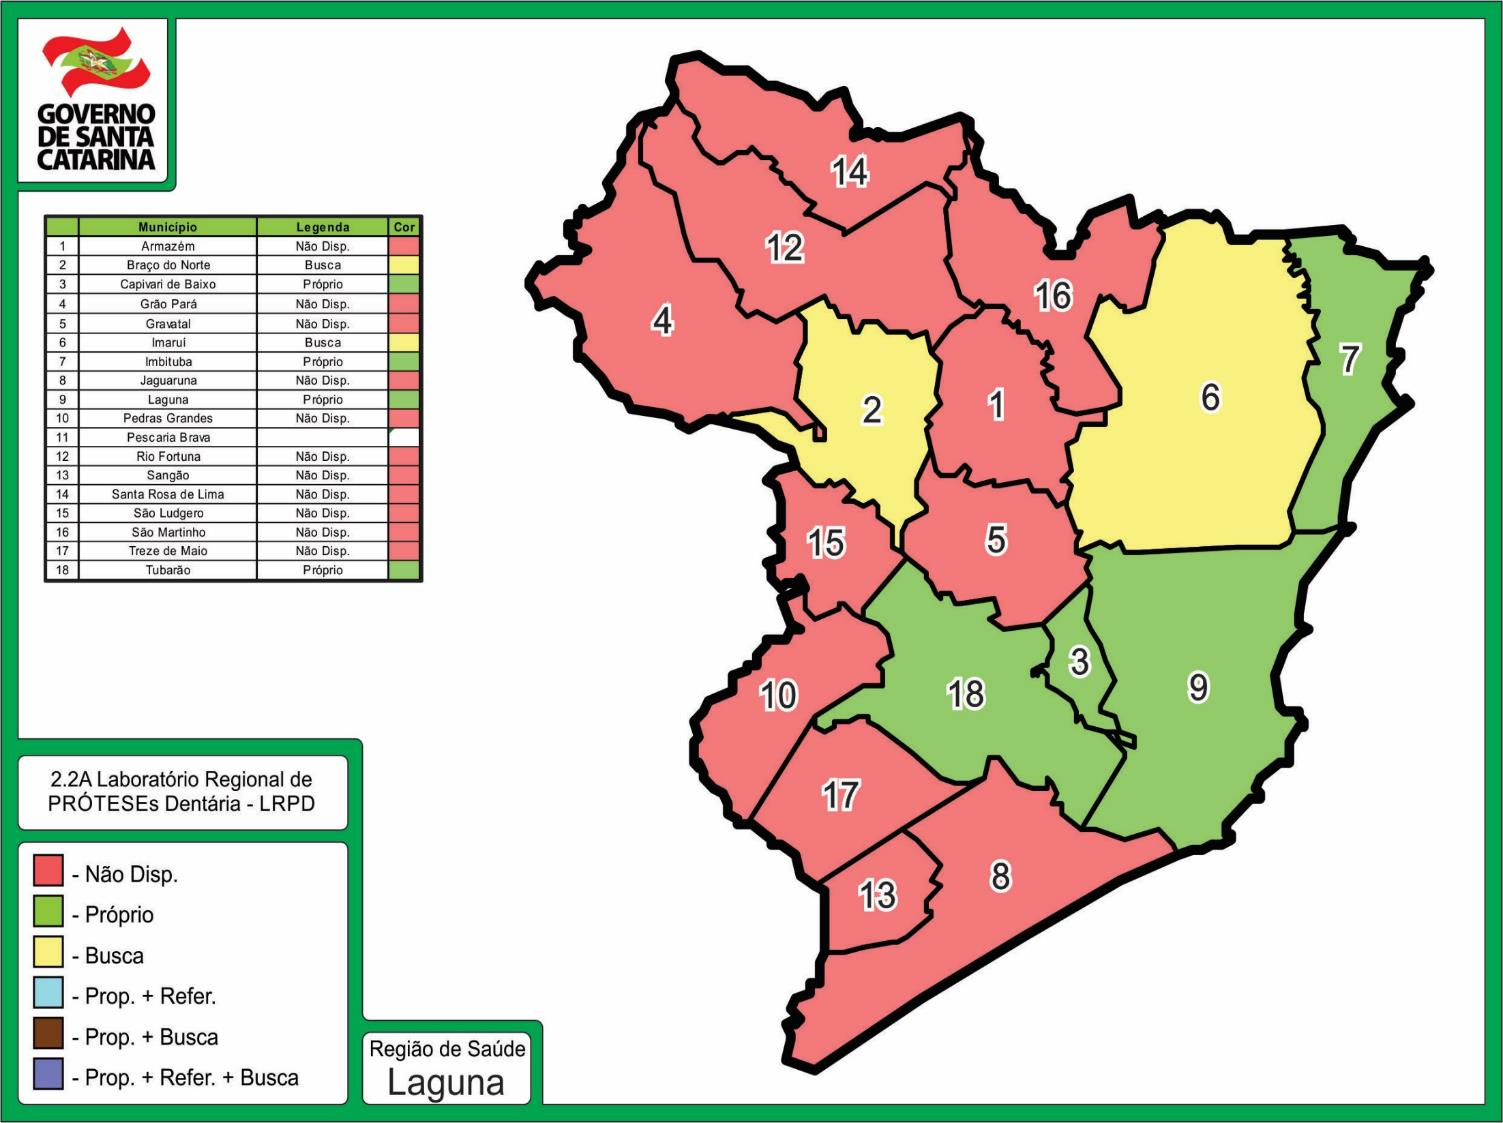 GOVERNO
DE SANTA
CATARINA
Município Legenda Cor
1 Armazém Não Disp.
2 Braço do Norte Busca
3 Capivari de Baixo Próprio
4 Grão Pará Não Disp.
5 Gravatal Não Disp.
6 Imaruí Busca
7 Imbituba Próprio
8 Jaguaruna Não Disp.
9 Laguna Próprio
10 Pedras Grandes Não Disp.
11 Pescaria Brava
12 Rio Fortuna Não Disp.
13 Sangão Não Disp.
14 Santa Rosa de Lima Não Disp.
15 São Ludgero Não Disp.
16 São Martinho Não Disp.
17 Treze de Maio Não Disp.
18 Tubarão Próprio
14
12
16
4
7
6
1
2
5
15
3
9
18
10
17
8
13
2.2A Laboratório Regional de
PRÓTESEs Dentária - LRPD
- Não Disp.
- Próprio
- Busca
- Prop. + Refer.
- Prop. + Busca
- Prop. + Refer. + Busca
Região de Saúde
Laguna